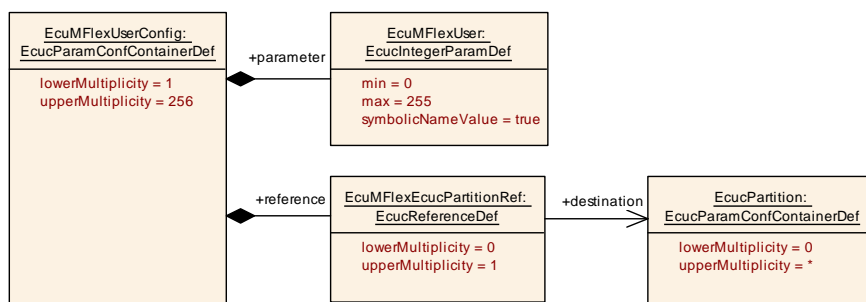 EcuMFlexUserConfig:
EcucParamConfContainerDef
lowerMultiplicity = 1
upperMultiplicity = 256
+parameter
EcuMFlexUser:
EcucIntegerParamDef
min = 0
max = 255
symbolicNameValue = true
+reference
EcuMFlexEcucPartitionRef:
EcucReferenceDef
lowerMultiplicity = 0
upperMultiplicity = 1
+destination
EcucPartition:
EcucParamConfContainerDef
lowerMultiplicity = 0
upperMultiplicity = *